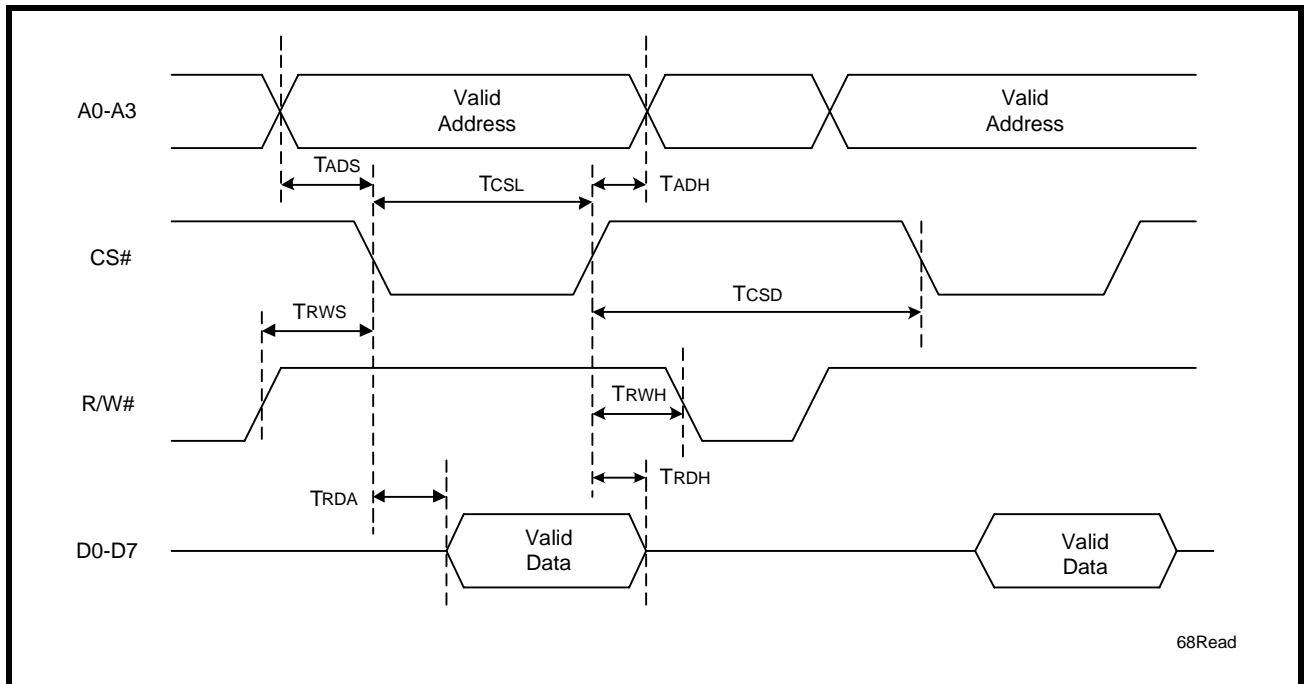 A0-A3
Valid
Address
Valid
Address
TADS
TCSL
TADH
CS#
TCSD
TRWS
R/W#
TRWH
TRDH
TRDA
D0-D7
Valid
Data
Valid
Data
68Read